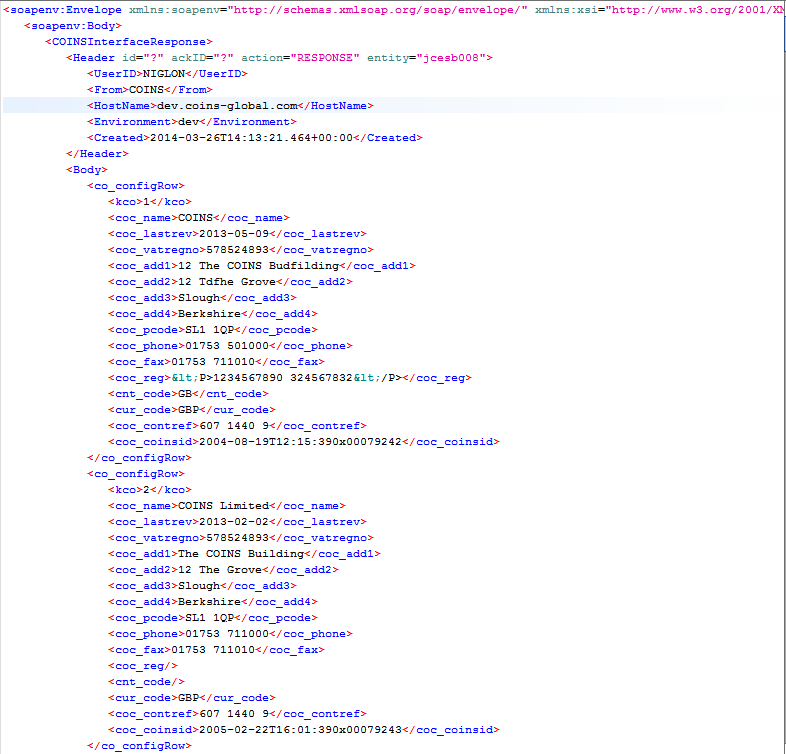 <soapenv:Envelope xmlns:soapenv="http://schemas.xmlsoap.org/soap/envelope/" xmlns:xsi="http://www.w3.org/2001/XM
<soapenv:Body>
<COINSInterfaceResponse>
<Header id="?" ackID="?" action="RESPONSE" entity="jcesb008">
<UserID>NIGLON</UserID>
<From>COINS</From>
<HostName>dev.coins-global.com</HostName>
<Environment>dev</Environment>
<Created>2014-03-26T14:13:21.464+00:00</Created>
</Header>
<Body>
<co_configRow>
<kco>1</kco>
<coc_name>COINS</coc_name>
<coc_lastrev>2013-05-09</coc_lastrev>
<coc_vatregno>578524893</coc_vatregno>
<coc_add1>12 The COINS Budfilding</coc_add1>
<coc_add2>12 Tdfhe Grove</coc_add2>
<coc_add3>Slough</coc_add3>
<coc_add4>Berkshire</coc_add4>
<coc_pcode>SL1 1QP</coc_pcode>
<coc_phone>01753 501000</coc_phone>
<coc_fax>01753 711010</coc_fax>
<coc_reg>&lt;P>1234567890 324567832&lt;/P></coc_reg>
<cnt_code>GB</cnt_code>
<cur_code>GBP</cur_code>
<coc_contref>607 1440 9</coc_contref>
<coc_coinsid>2004-08-19T12:15:390x00079242</coc_coinsid>
</co_configRow>
<co_configRow>
<kco>2</kco>
<coc_name>COINS Limited</coc_name>
<coc_lastrev>2013-02-02</coc_lastrev>
<coc_vatregno>578524893</coc_vatregno>
<coc_add1>The COINS Building</coc_add1>
<coc_add2>12 The Grove</coc_add2>
<coc_add3>Slough</coc_add3>
<coc_add4>Berkshire</coc_add4>
<coc_pcode>SL1 1QP</coc_pcode>
<coc_phone>01753 711000</coc_phone>
<coc_fax>01753 711010</coc_fax>
<coc_reg/>
<cnt_code/>
<cur_code>GBP</cur_code>
<coc_contref>607 1440 9</coc_contref>
<coc_coinsid>2005-02-22T16:01:390x00079243</coc_coinsid>
</co_configRow>